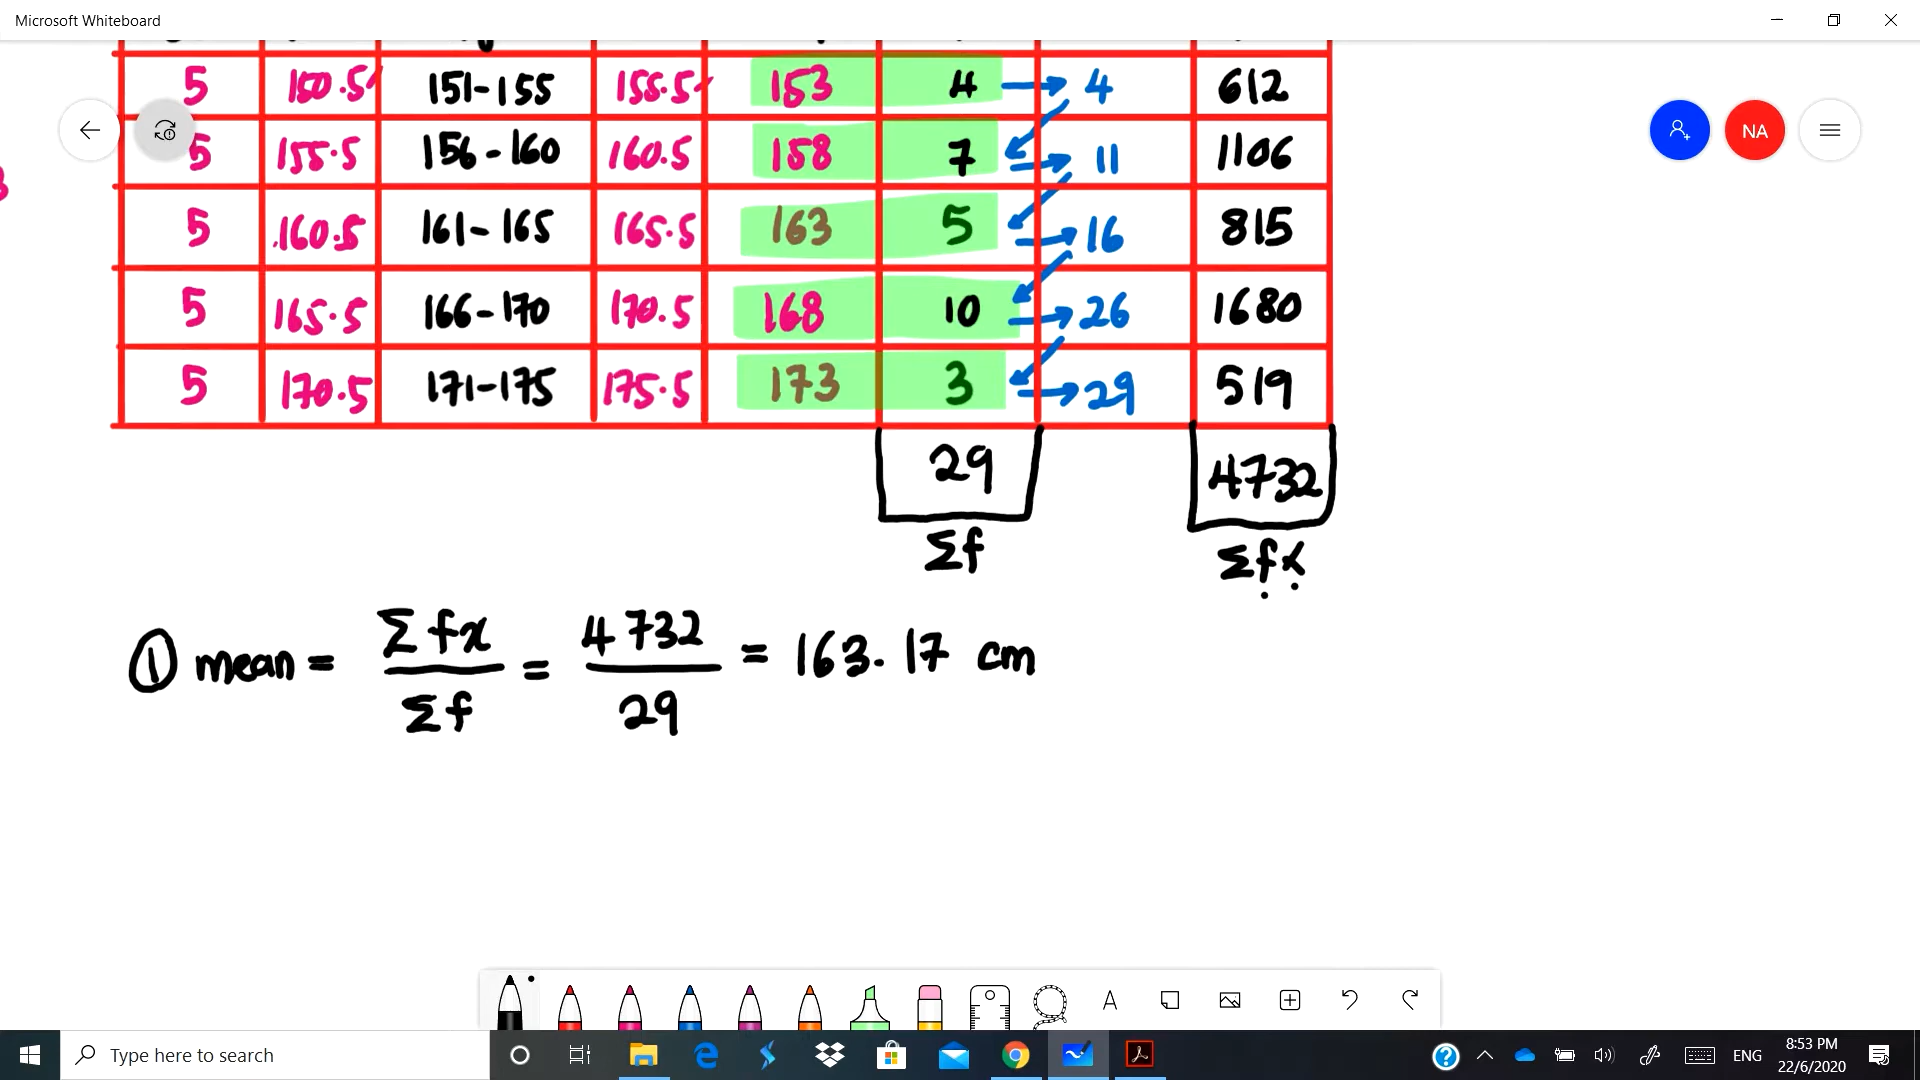 Microsoft Whiteboard
5 150.5 151-155 155.5 153 4 4 612
5 155.5 156-160 160.5 158 7 11 1106
5 160.5 161-165 165.5 163 5 16 815
5 165.5 166-170 170.5 168 10 26 1680
5 170.5 171-175 175.5 173 3 29 519
29 4732
Σf Σfx
① mean = Σfx / Σf = 4732 / 29 = 163.17 cm
NA
A
Type here to search
ENG
8:53 PM
22/6/2020